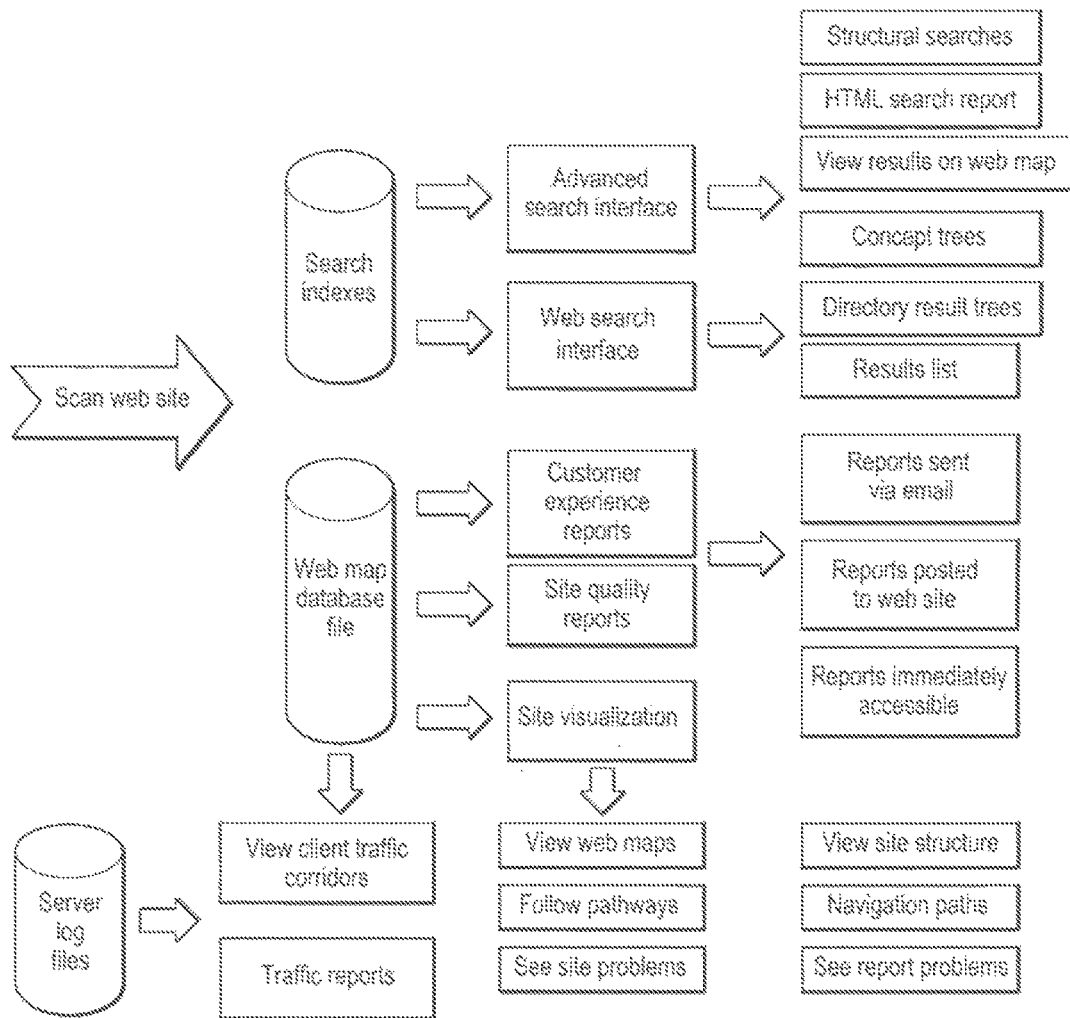 Structural searches
HTML search report
View results on web map
Concept trees
Directory result trees
Results list
Advanced
search interface
Web search
interface
Search
indexes
Scan web site
Web map
database
file
Customer
experience
reports
Site quality
reports
Site visualization
Reports sent
via email
Reports posted
to web site
Reports immediately
accessible
Server
log
files
View client traffic
corridors
Traffic reports
View web maps
Follow pathways
See site problems
View site structure
Navigation paths
See report problems